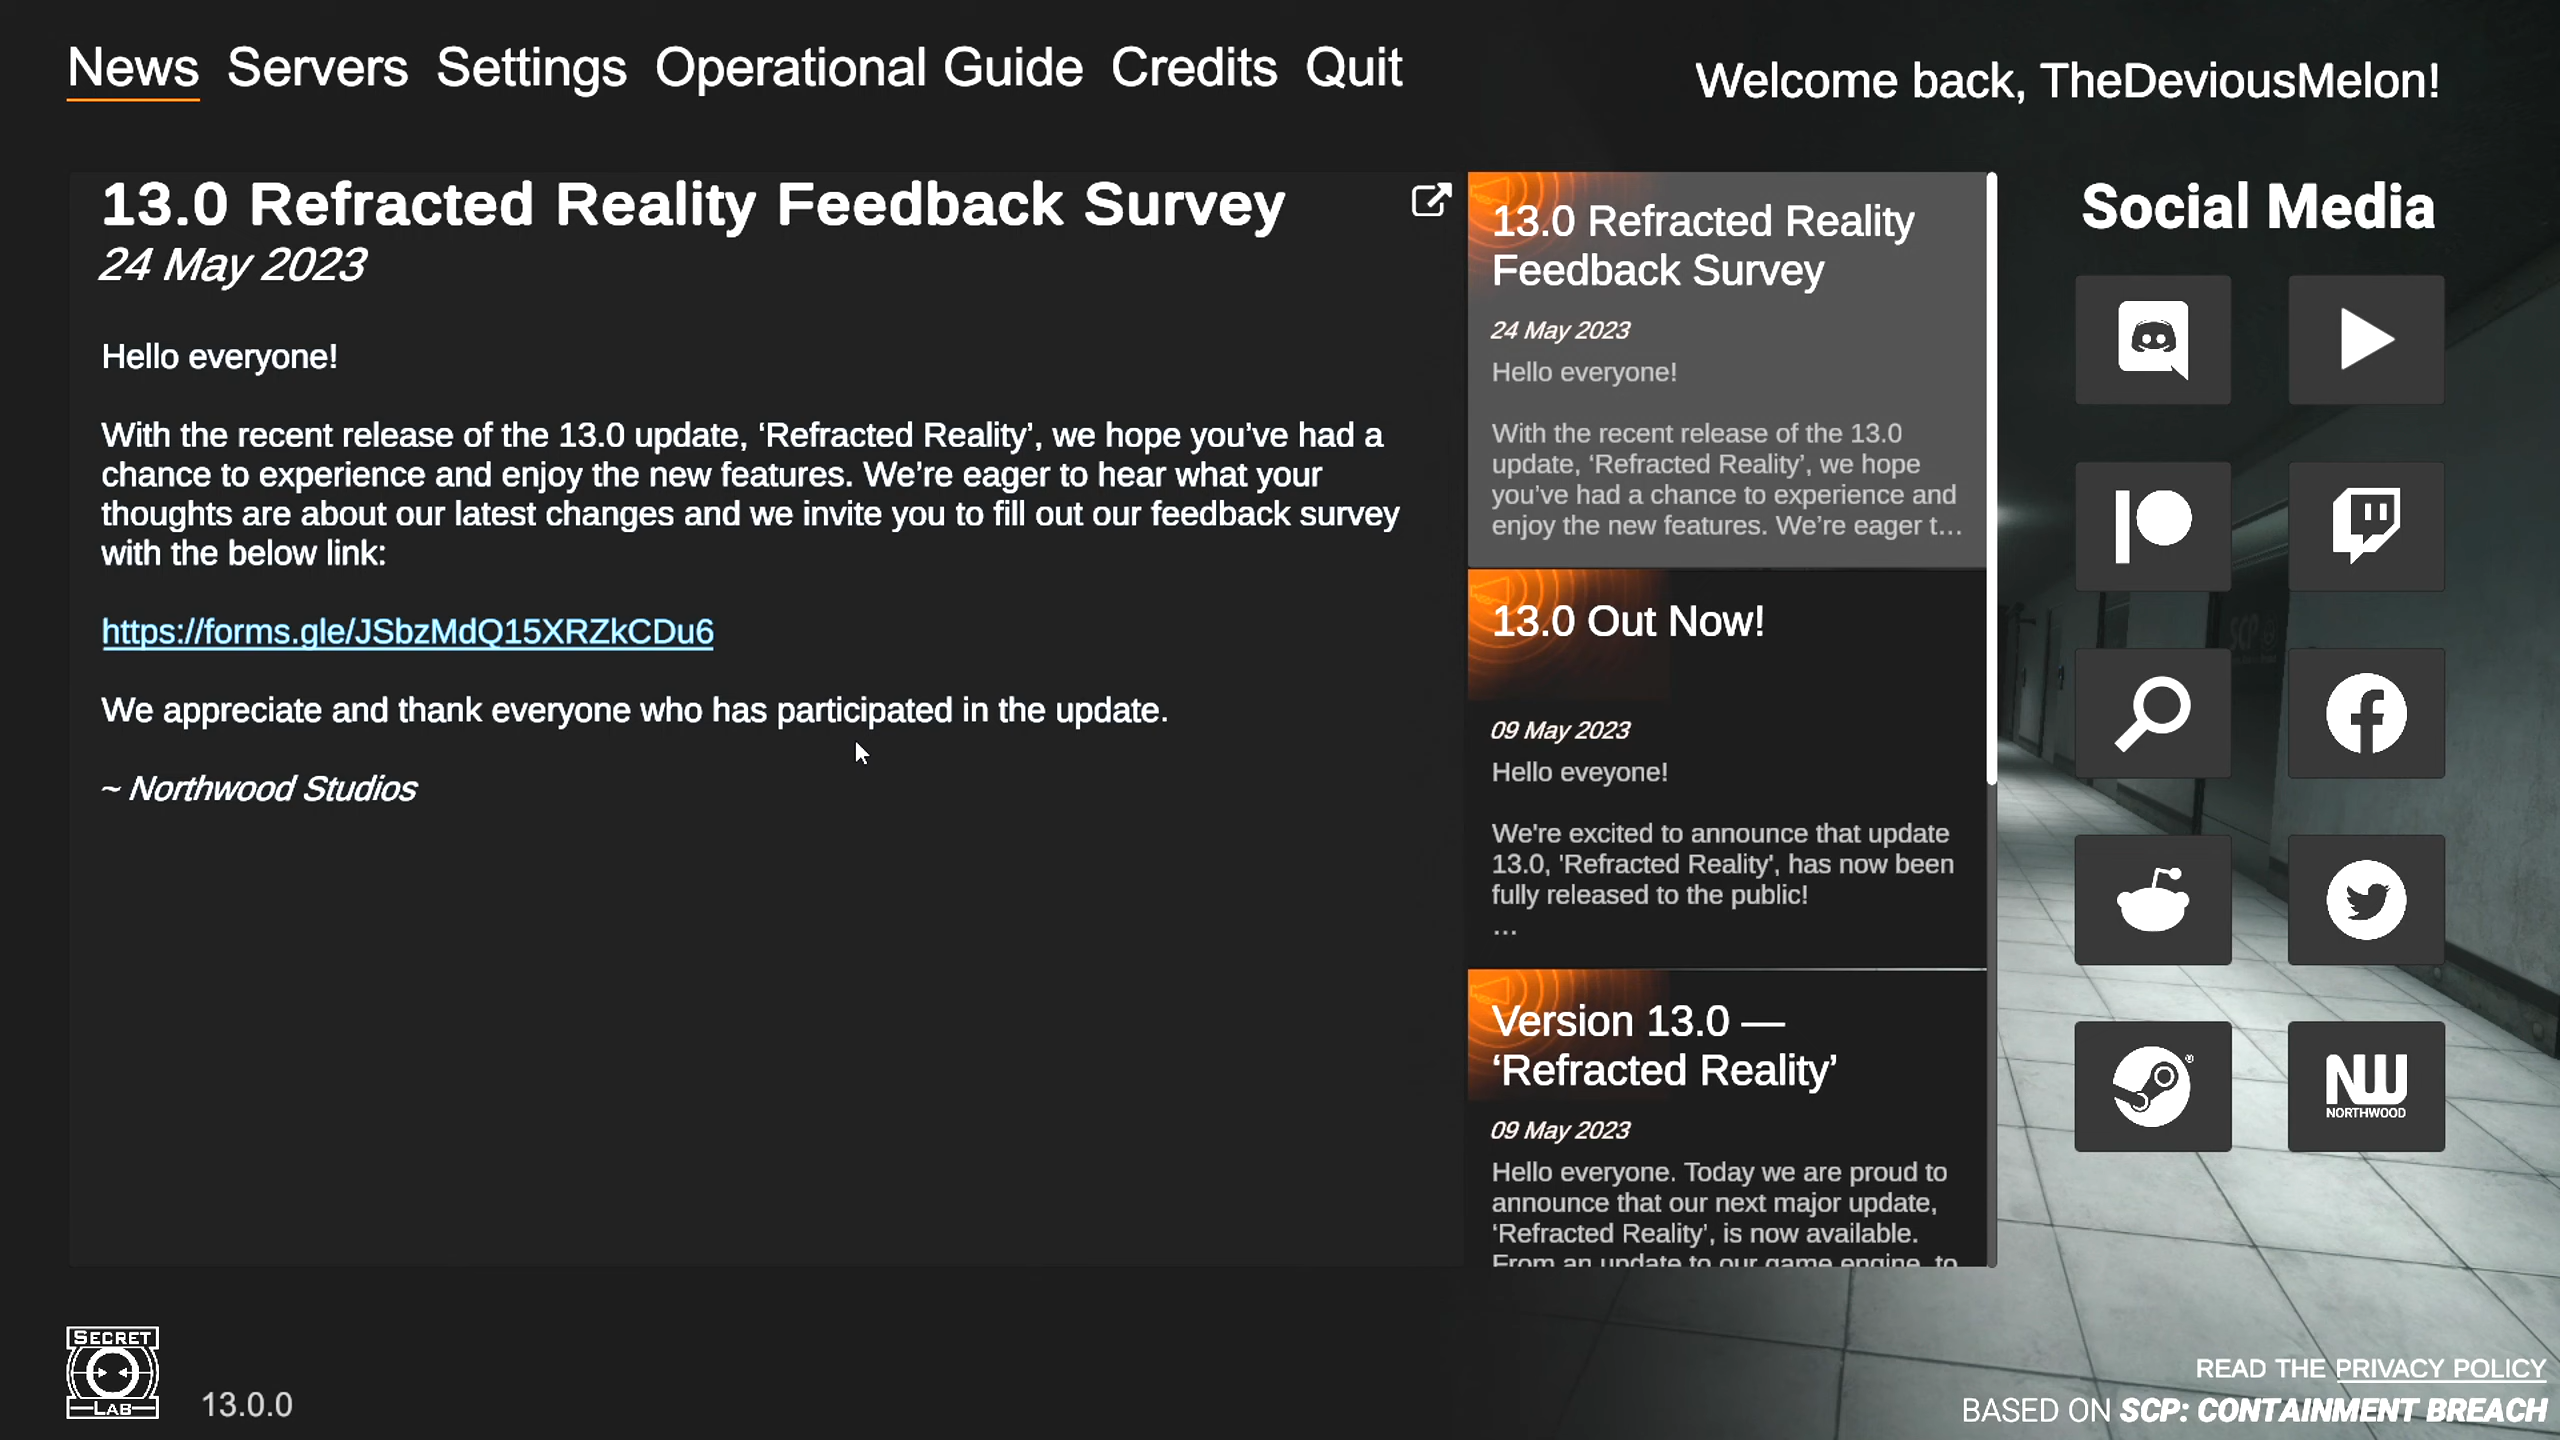 News Servers Settings Operational Guide Credits Quit
Welcome back, TheDeviousMelon!
13.0 Refracted Reality Feedback Survey
24 May 2023
Hello everyone!
With the recent release of the 13.0 update, ‘Refracted Reality’, we hope you’ve had a
chance to experience and enjoy the new features. We’re eager to hear what your
thoughts are about our latest changes and we invite you to fill out our feedback survey
with the below link:
https://forms.gle/JSbzMdQ15XRZkCDu6
We appreciate and thank everyone who has participated in the update.
~ Northwood Studios
13.0 Refracted Reality
Feedback Survey
24 May 2023
Hello everyone!
With the recent release of the 13.0
update, ‘Refracted Reality’, we hope
you’ve had a chance to experience and
enjoy the new features. We’re eager t...
13.0 Out Now!
09 May 2023
Hello eveyone!
We're excited to announce that update
13.0, 'Refracted Reality', has now been
fully released to the public!
...
Version 13.0 —
‘Refracted Reality’
09 May 2023
Hello everyone. Today we are proud to
announce that our next major update,
‘Refracted Reality’, is now available.
From an update to our game engine, to
Social Media
SCP
NW
NORTHWOOD
SECRET
LAB
13.0.0
READ THE PRIVACY POLICY
BASED ON SCP: CONTAINMENT BREACH